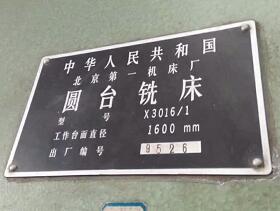 中华人民共和国
北京第一机床厂
圆台铣床
型号 X3016/1
工作台面直径 1600 mm
出厂编号 9526